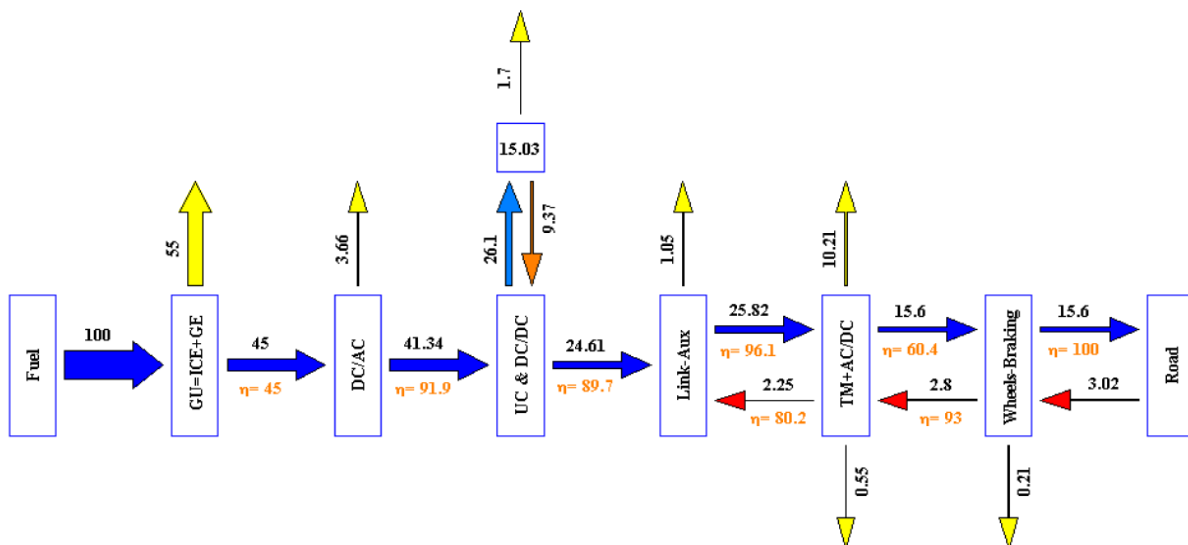 1.7
15.03
55
3.66
26.1
9.37
1.05
10.21
Fuel
100
GU=ICE+GE
45
η= 45
DC/AC
41.34
η= 91.9
UC & DC/DC
24.61
η= 89.7
Link-Aux
25.82
η= 96.1
2.25
η= 80.2
TM+AC/DC
15.6
η= 60.4
2.8
η= 93
Wheels-Braking
15.6
η= 100
3.02
Road
0.55
0.21